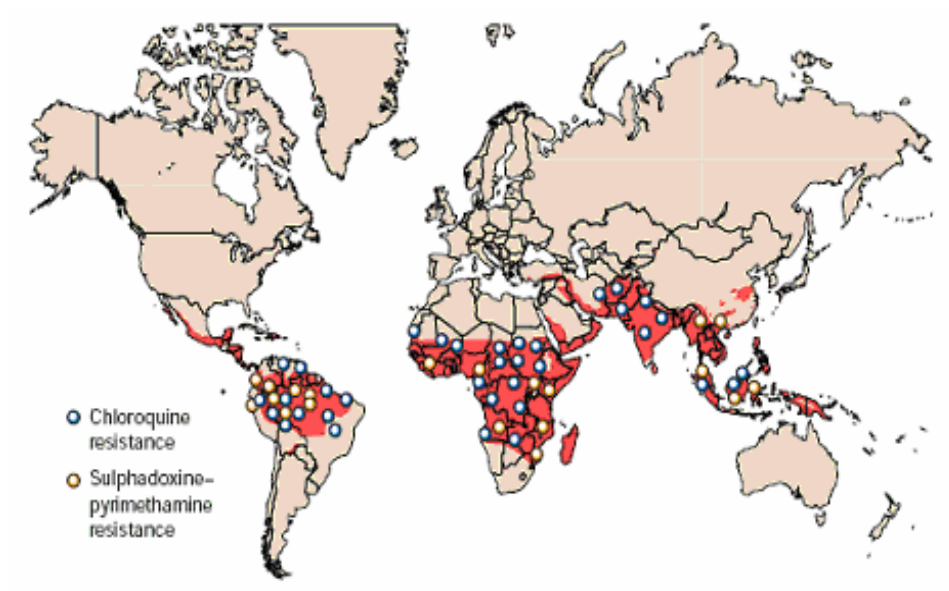 Chloroquine
resistance
Sulphadoxine–
pyrimethamine
resistance